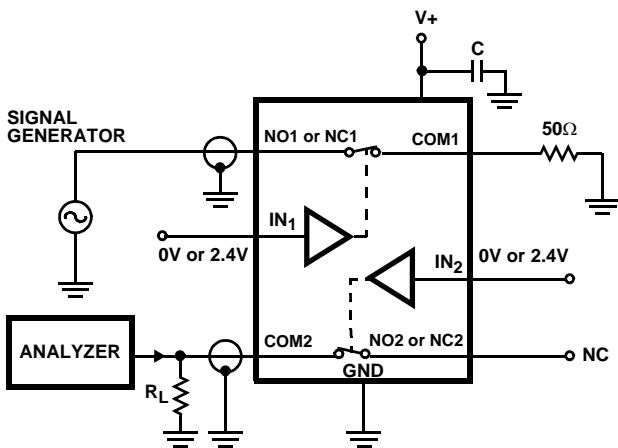 V+
C
SIGNAL
GENERATOR
NO1 or NC1
COM1
50Ω
IN1
0V or 2.4V
IN2
0V or 2.4V
ANALYZER
COM2
NO2 or NC2
NC
GND
RL